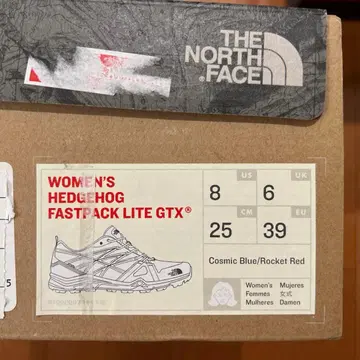 THE
NORTH
FACE
WOMEN'S
HEDGEHOG
FASTPACK LITE GTX®
8 US 6 UK
25 CM 39 EU
Cosmic Blue/Rocket Red
Women's Mujeres
Femmes 女式
Mulheres Damen
5